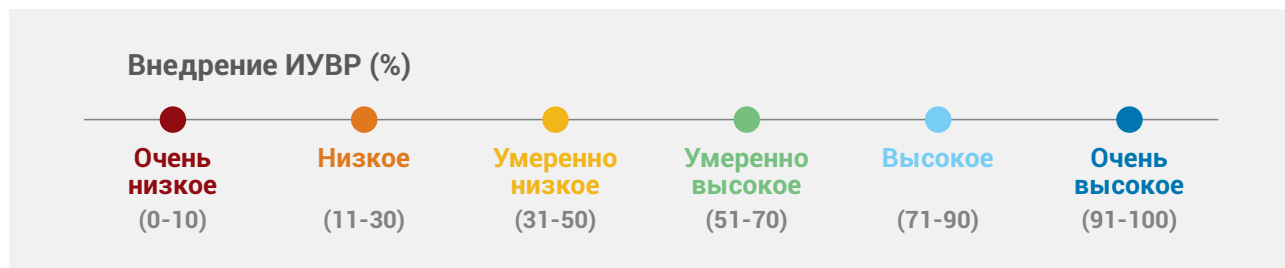 Внедрение ИУВР (%)
Очень
низкое
(0-10)
Низкое
(11-30)
Умеренно
низкое
(31-50)
Умеренно
высокое
(51-70)
Высокое
(71-90)
Очень
высокое
(91-100)